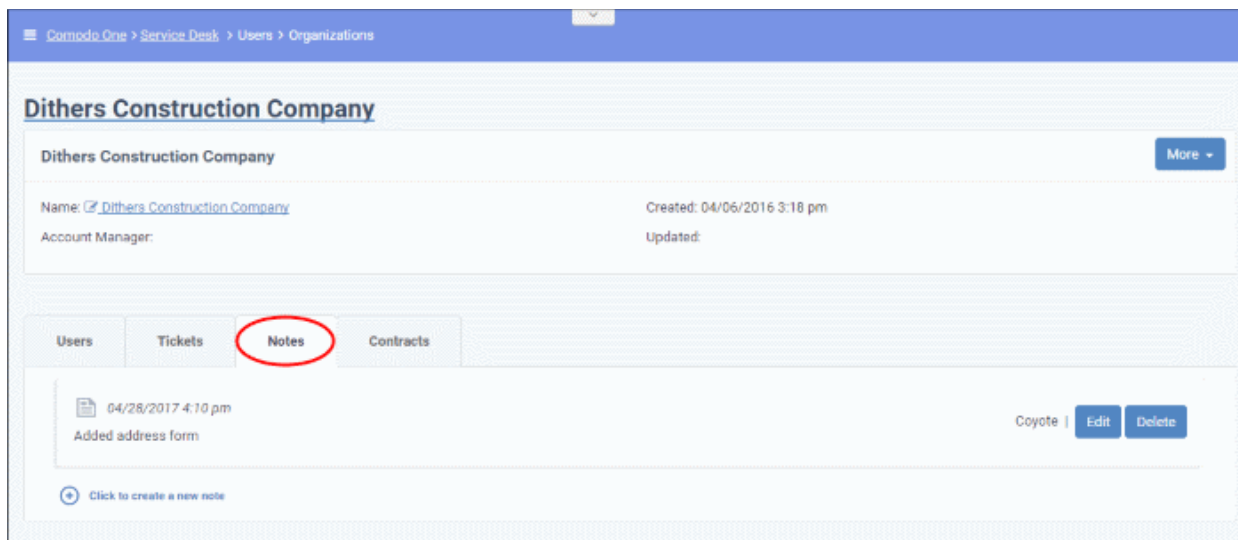 Comodo One > Service Desk > Users > Organizations
Dithers Construction Company
Dithers Construction Company
More
Name: Dithers Construction Company
Created: 04/06/2016 3:18 pm
Account Manager:
Updated:
Users Tickets Notes Contracts
04/28/2017 4:10 pm
Added address form
Coyote | Edit Delete
Click to create a new note